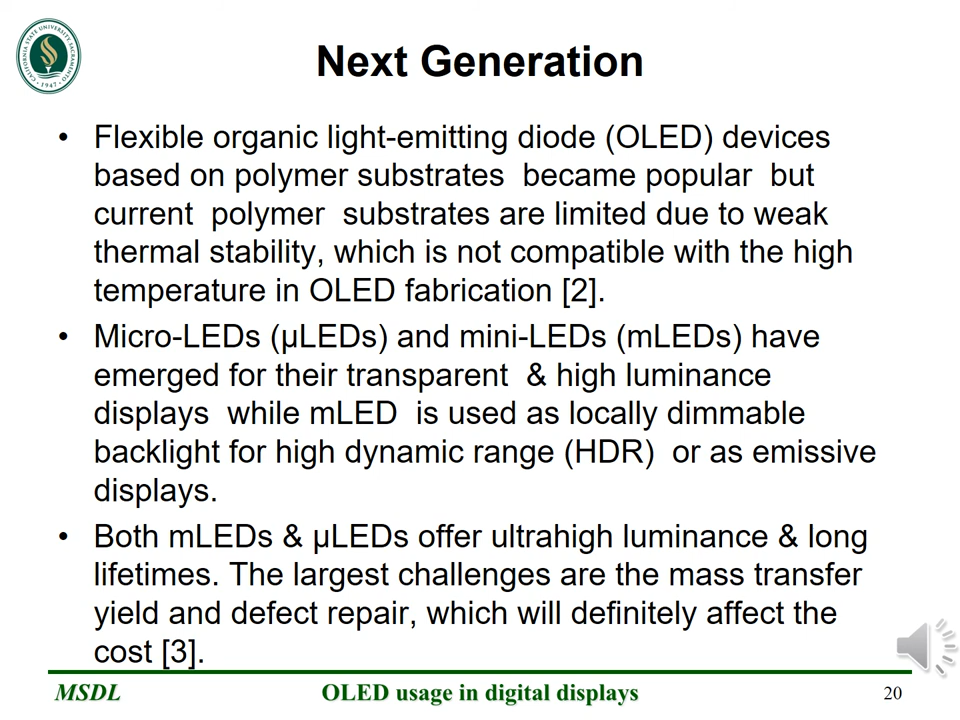 CALIFORNIA STATE UNIVERSITY, SACRAMENTO
• 1947 •
Next Generation
• Flexible organic light-emitting diode (OLED) devices
based on polymer substrates  became popular  but
current  polymer  substrates are limited due to weak
thermal stability, which is not compatible with the high
temperature in OLED fabrication [2].
• Micro-LEDs (μLEDs) and mini-LEDs (mLEDs) have
emerged for their transparent  & high luminance
displays  while mLED  is used as locally dimmable
backlight for high dynamic range (HDR)  or as emissive
displays.
• Both mLEDs & μLEDs offer ultrahigh luminance & long
lifetimes. The largest challenges are the mass transfer
yield and defect repair, which will definitely affect the
cost [3].
MSDL
OLED usage in digital displays
20